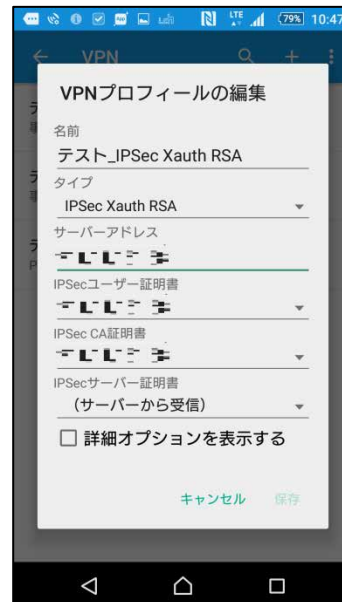 LTE 79% 10:47
VPN
VPNプロフィールの編集
名前
テスト_IPSec Xauth RSA
タイプ
IPSec Xauth RSA
サーバーアドレス
IPSecユーザー証明書
IPSec CA証明書
IPSecサーバー証明書
(サーバーから受信)
詳細オプションを表示する
キャンセル 保存